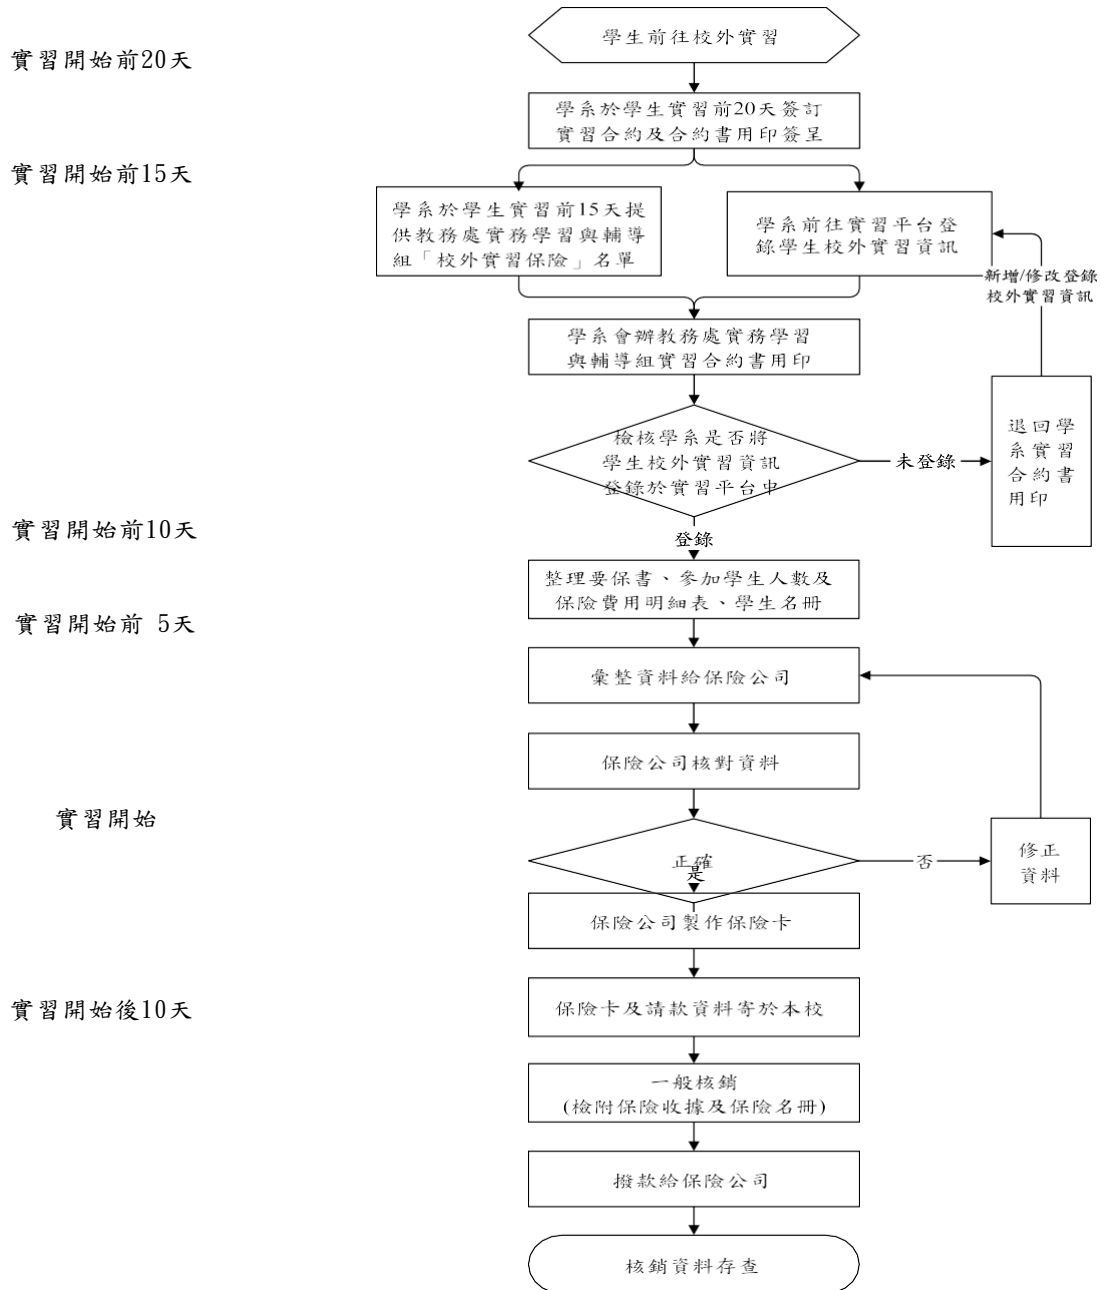 學生前往校外實習
實習開始前20天
學系於學生實習前20天簽訂
實習合約及合約書用印簽呈
實習開始前15天
學系於學生實習前15天提
供教務處實務學習與輔導
組「校外實習保險」名單
學系前往實習平台登
錄學生校外實習資訊
新增/修改登錄
校外實習資訊
學系會辦教務處實務學習
與輔導組實習合約書用印
檢核學系是否將
學生校外實習資訊
登錄於實習平台中
未登錄
退回學
系實習
合約書
用印
實習開始前10天
登錄
整理要保書、參加學生人數及
保險費用明細表、學生名冊
實習開始前 5天
彙整資料給保險公司
保險公司核對資料
實習開始
正確
否
修正
資料
是
保險公司製作保險卡
實習開始後10天
保險卡及請款資料寄於本校
一般核銷
(檢附保險收據及保險名冊)
撥款給保險公司
核銷資料存查